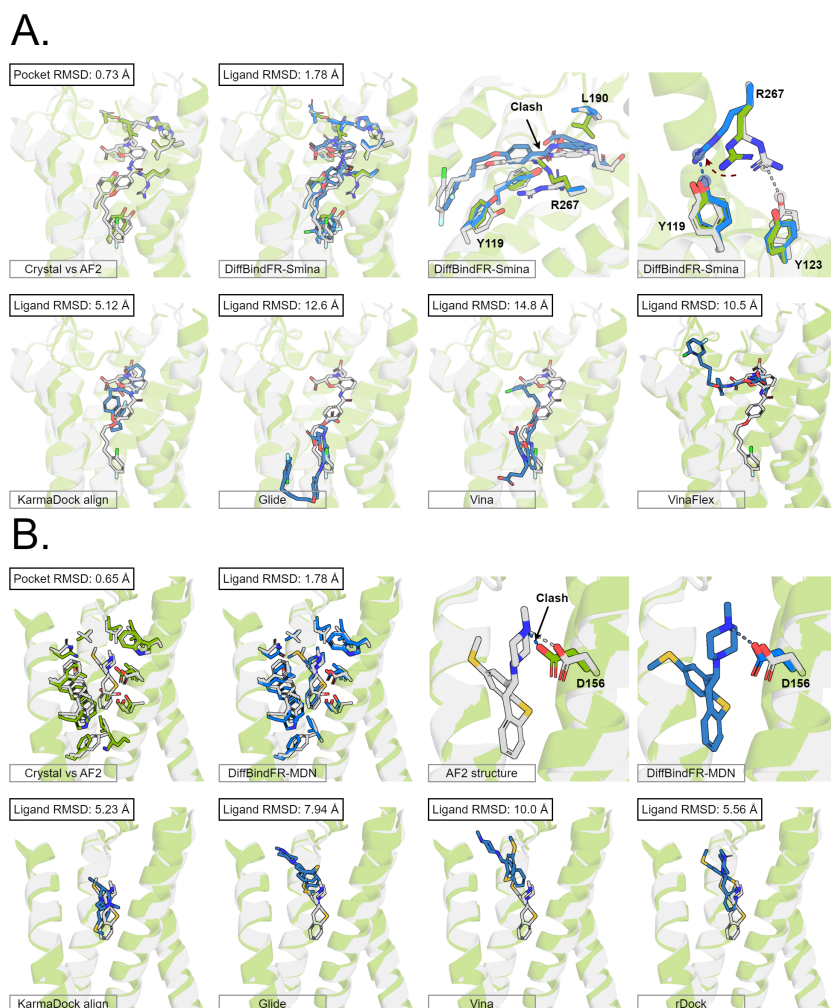 A.
Pocket RMSD: 0.73 Å
Crystal vs AF2
Ligand RMSD: 1.78 Å
DiffBindFR-Smina
Clash
L190
R267
Y119
DiffBindFR-Smina
R267
Y119
Y123
DiffBindFR-Smina
Ligand RMSD: 5.12 Å
KarmaDock align
Ligand RMSD: 12.6 Å
Glide
Ligand RMSD: 14.8 Å
Vina
Ligand RMSD: 10.5 Å
VinaFlex
B.
Pocket RMSD: 0.65 Å
Crystal vs AF2
Ligand RMSD: 1.78 Å
DiffBindFR-MDN
Clash
D156
AF2 structure
D156
DiffBindFR-MDN
Ligand RMSD: 5.23 Å
KarmaDock align
Ligand RMSD: 7.94 Å
Glide
Ligand RMSD: 10.0 Å
Vina
Ligand RMSD: 5.56 Å
rDock